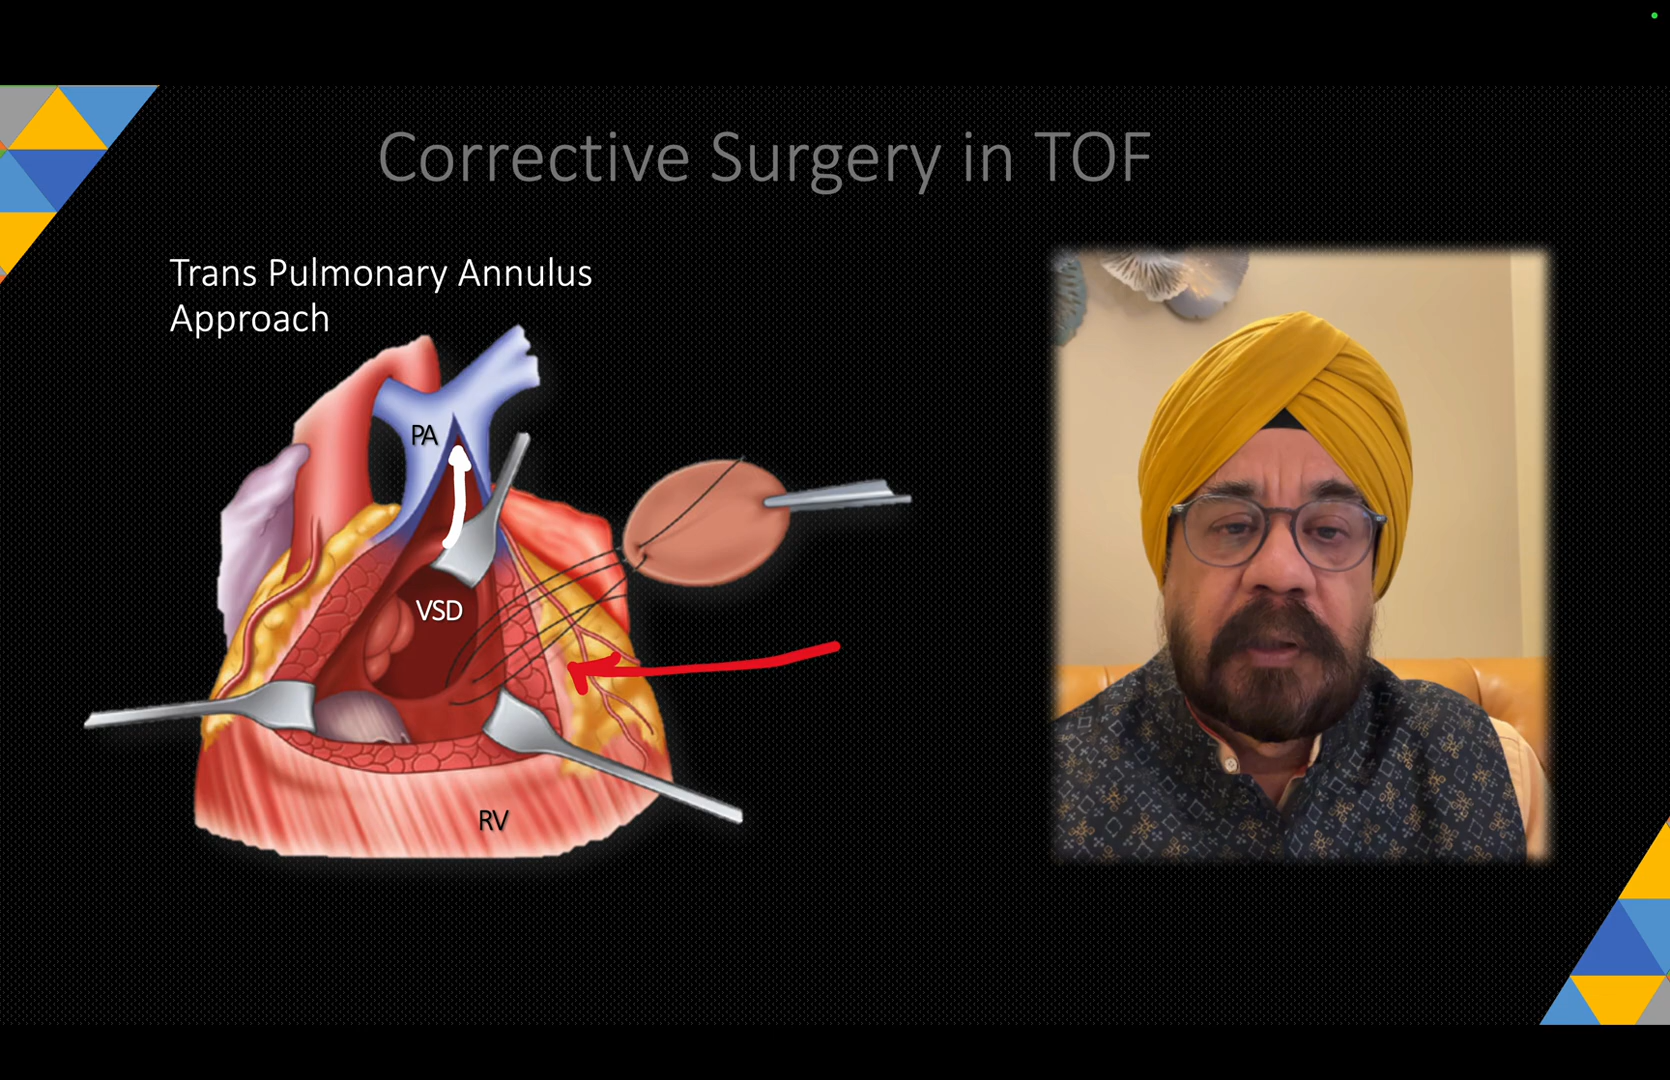 Corrective Surgery in TOF
Trans Pulmonary Annulus
Approach
PA
VSD
RV